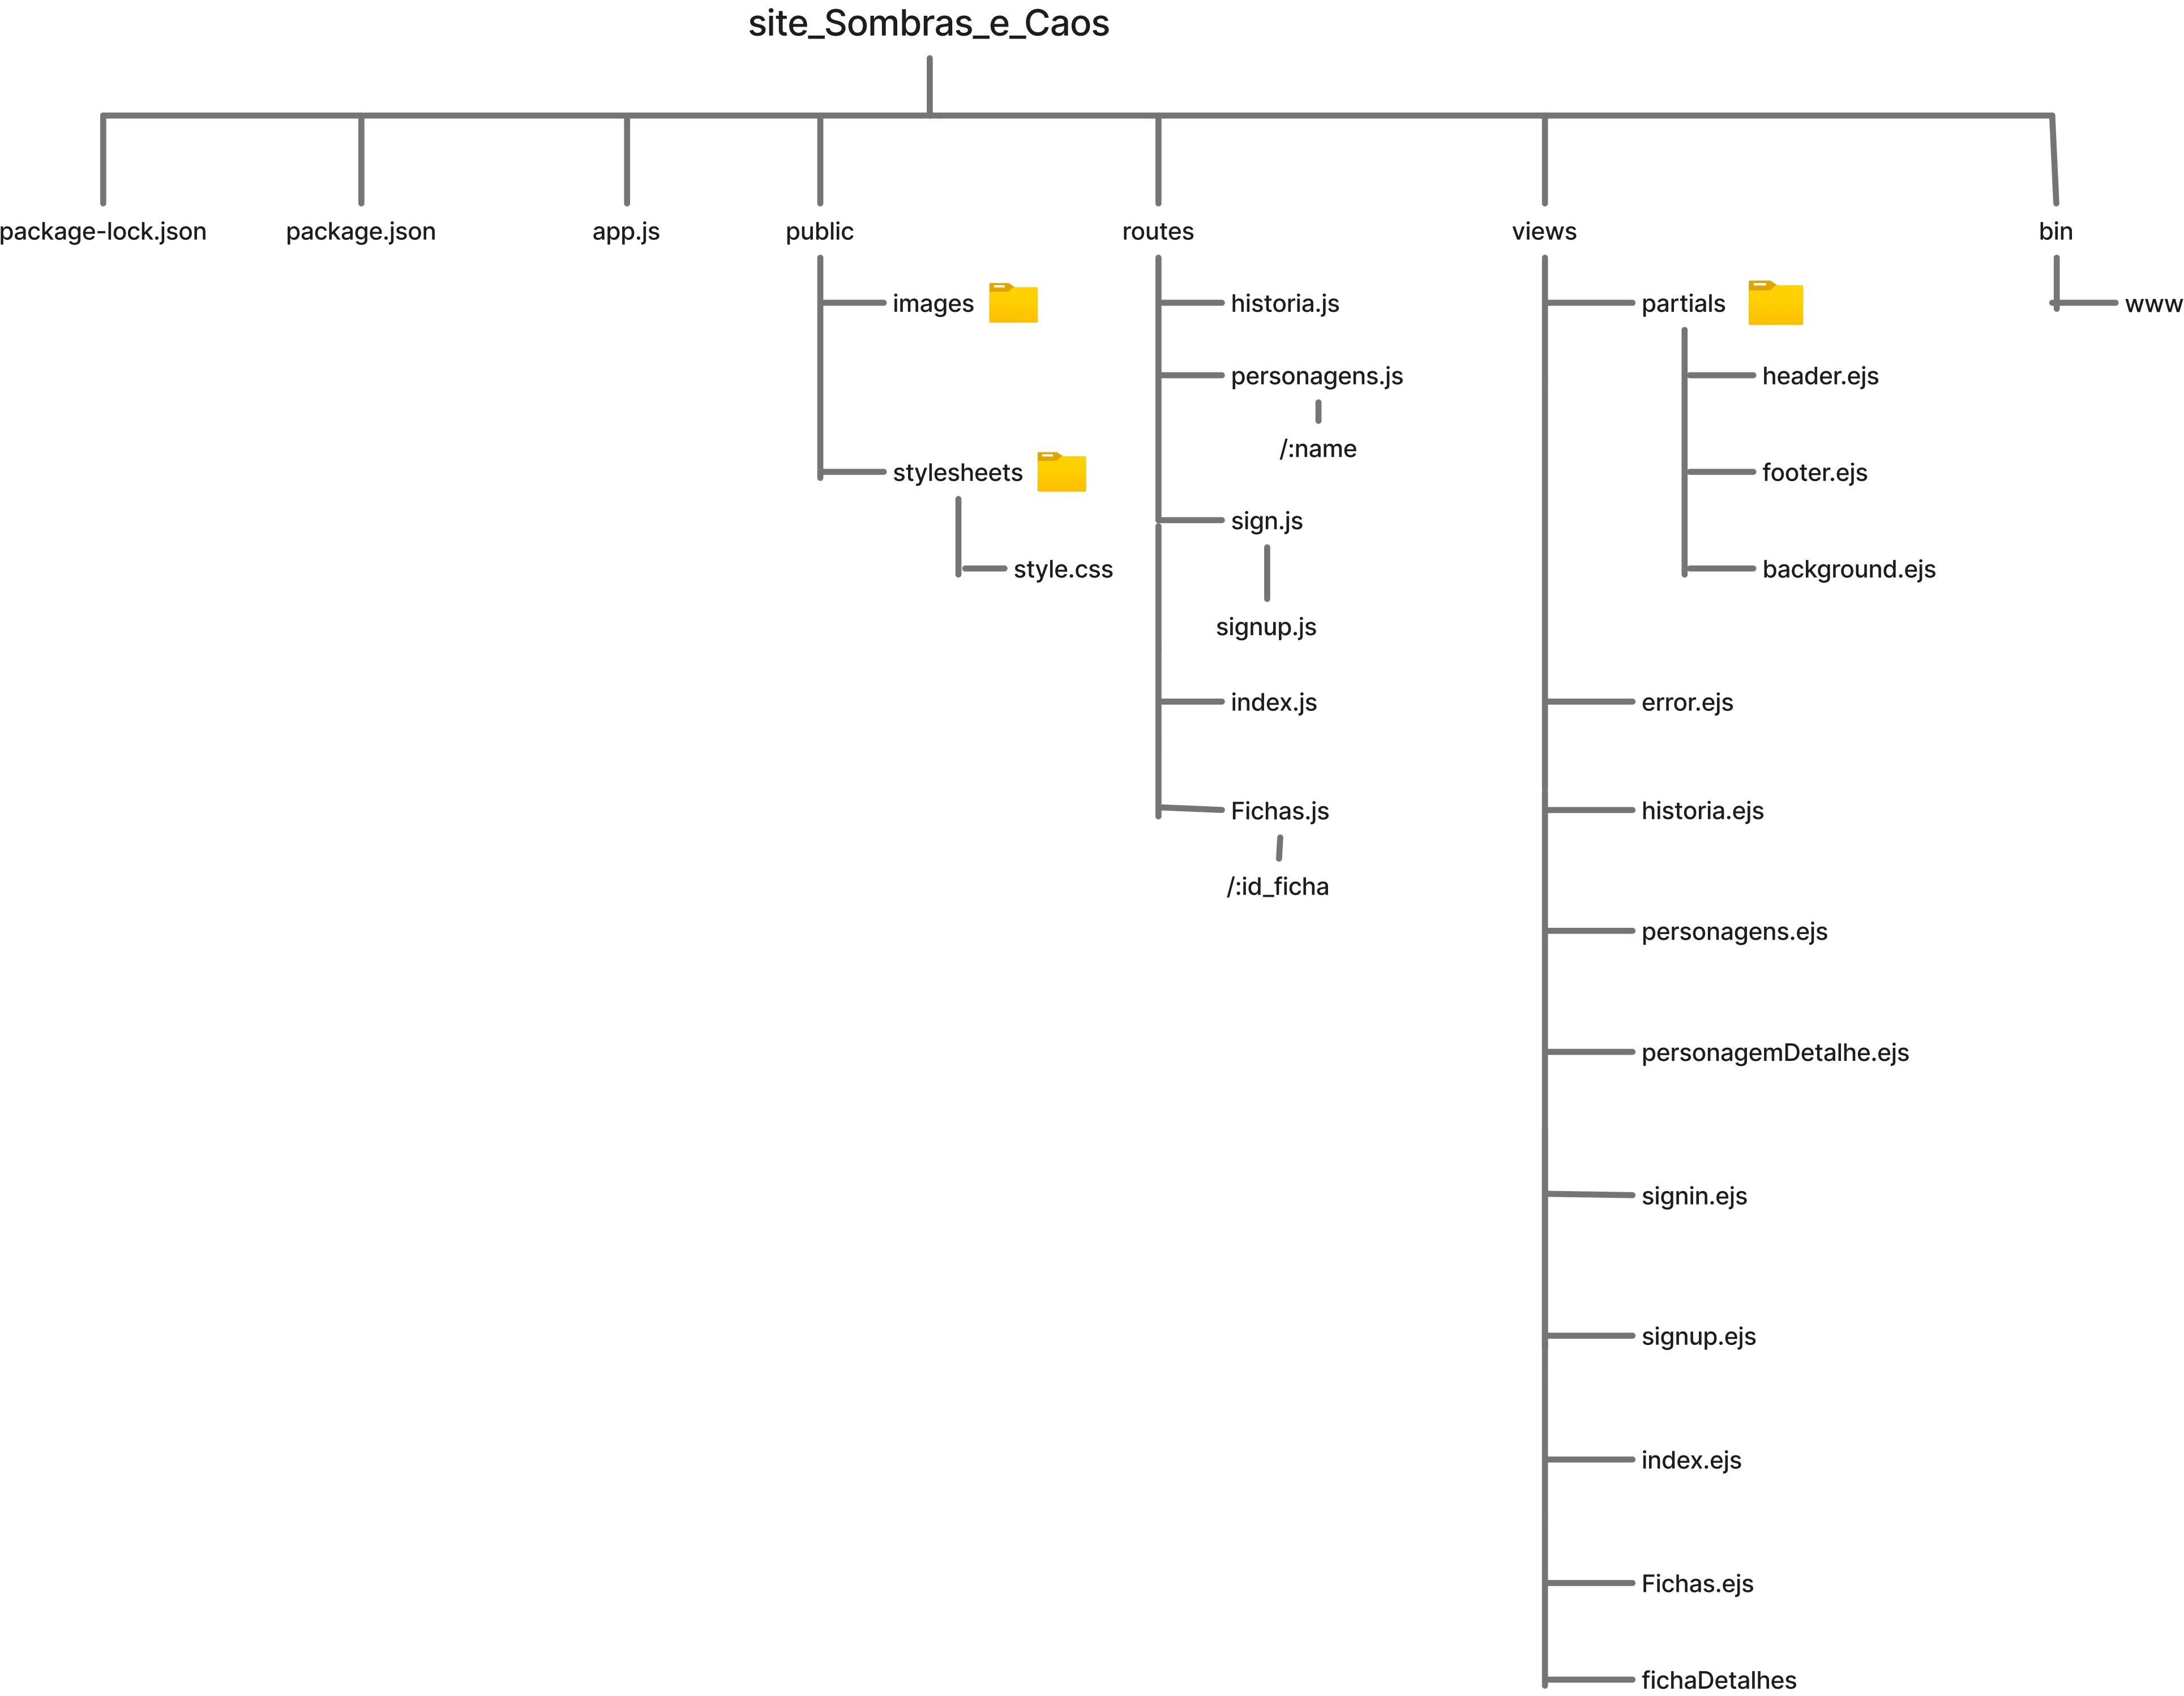 site_Sombras_e_Caos
package-lock.json
package.json
app.js
public
images
stylesheets
style.css
routes
historia.js
personagens.js
/:name
sign.js
signup.js
index.js
Fichas.js
/:id_ficha
views
partials
header.ejs
footer.ejs
background.ejs
error.ejs
historia.ejs
personagens.ejs
personagemDetalhe.ejs
signin.ejs
signup.ejs
index.ejs
Fichas.ejs
fichaDetalhes
bin
www